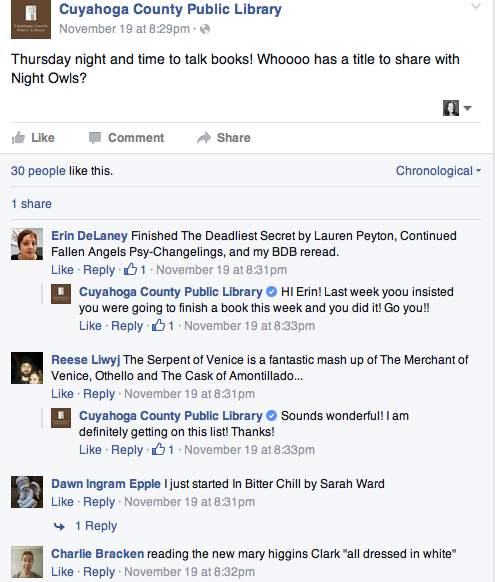 Cuyahoga County Public Library
November 19 at 8:29pm ·
Thursday night and time to talk books! Whoooo has a title to share with
Night Owls?
Like Comment Share
30 people like this.
Chronological
1 share
Erin DeLaney Finished The Deadliest Secret by Lauren Peyton, Continued
Fallen Angels Psy-Changelings, and my BDB reread.
Like · Reply · 1 · November 19 at 8:31pm
Cuyahoga County Public Library HI Erin! Last week yoou insisted
you were going to finish a book this week and you did it! Go you!!
Like · Reply · 1 · November 19 at 8:33pm
Reese Liwyj The Serpent of Venice is a fantastic mash up of The Merchant of
Venice, Othello and The Cask of Amontillado...
Like · Reply · November 19 at 8:31pm
Cuyahoga County Public Library Sounds wonderful! I am
definitely getting on this list! Thanks!
Like · Reply · 1 · November 19 at 8:33pm
Dawn Ingram Epple I just started In Bitter Chill by Sarah Ward
Like · Reply · November 19 at 8:31pm
1 Reply
Charlie Bracken reading the new mary higgins Clark "all dressed in white"
Like · Reply · November 19 at 8:32pm